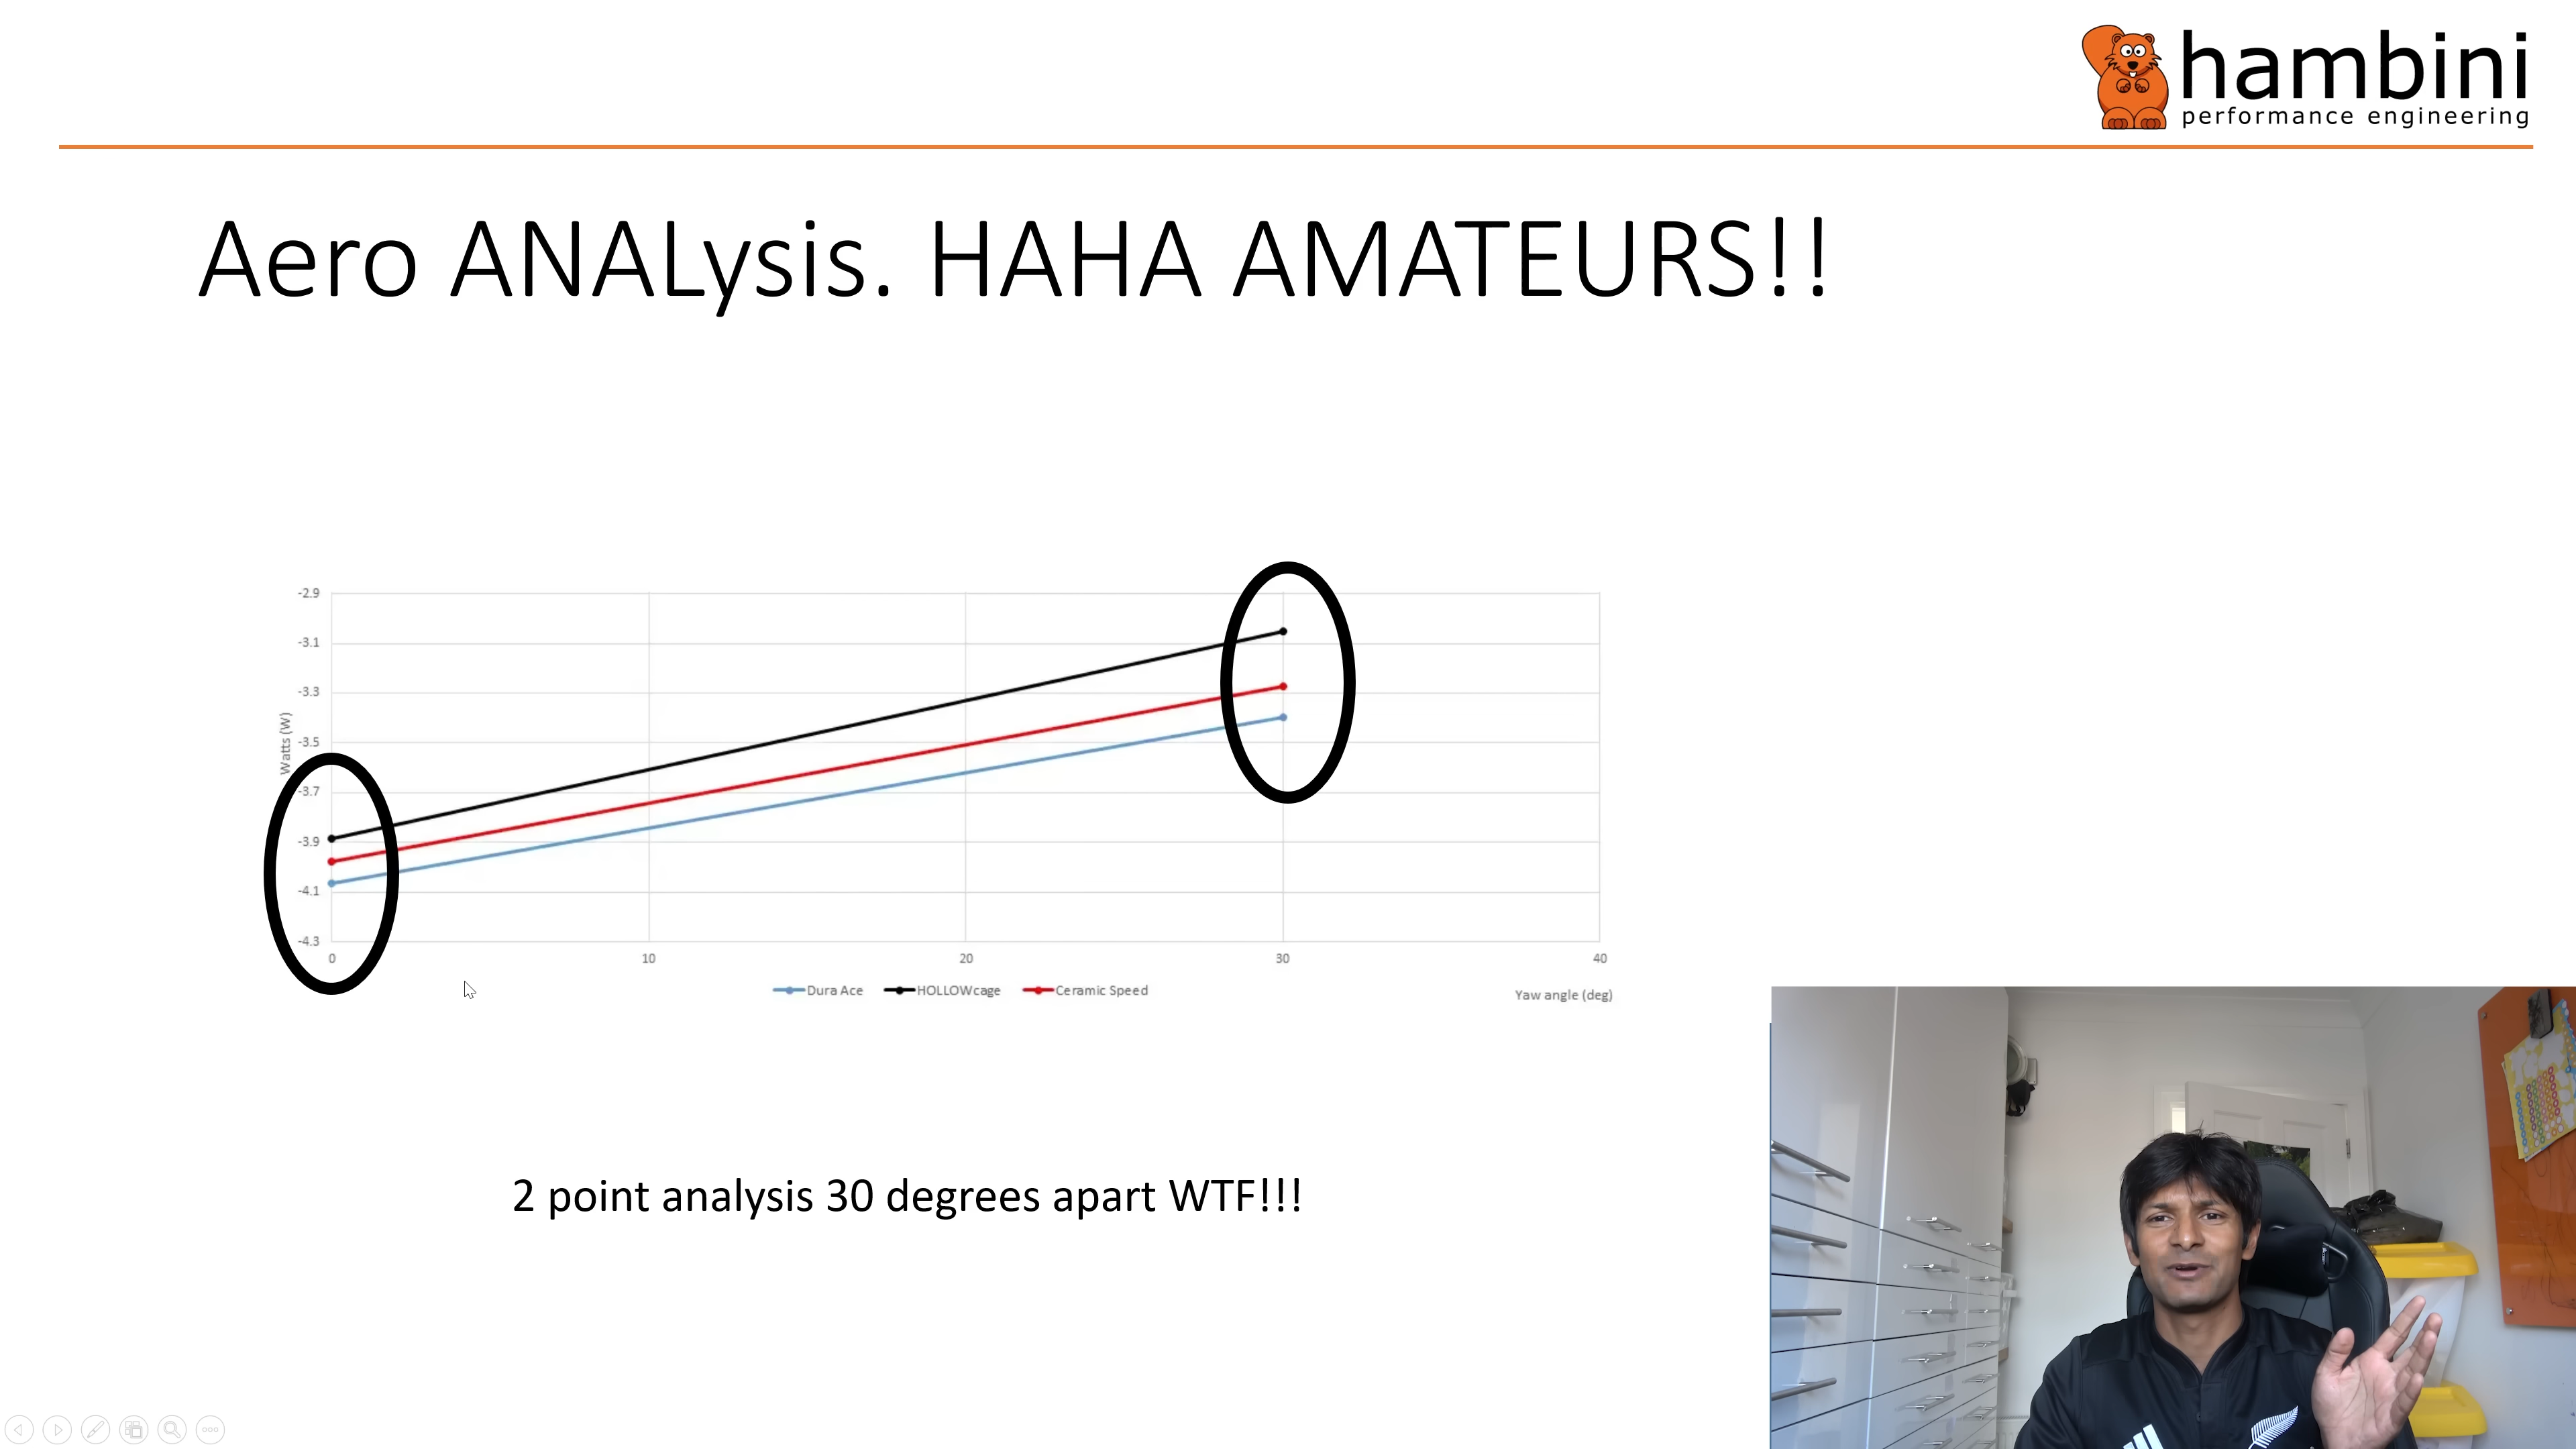 hambini
performance engineering
Aero ANALysis. HAHA AMATEURS!!
-2.9
-3.1
-3.3
-3.5
-3.7
-3.9
-4.1
-4.3
Watts (W)
0 10 20 30 40
Dura Ace HOLLOWcage Ceramic Speed
Yaw angle (deg)
2 point analysis 30 degrees apart WTF!!!